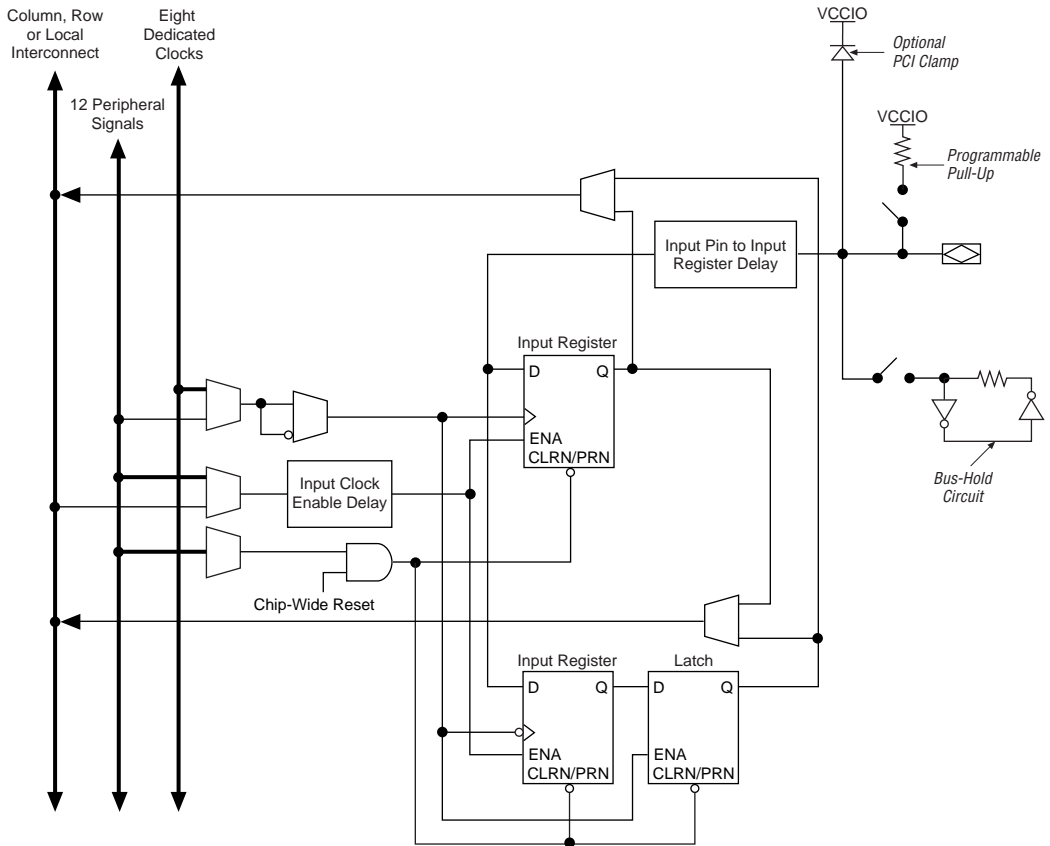 Column, Row
or Local
Interconnect
Eight
Dedicated
Clocks
12 Peripheral
Signals
VCCIO
Optional
PCI Clamp
VCCIO
Programmable
Pull-Up
Input Pin to Input
Register Delay
Input Register
D
Q
ENA
CLRN/PRN
Input Clock
Enable Delay
Chip-Wide Reset
Bus-Hold
Circuit
Input Register
D
Q
ENA
CLRN/PRN
Latch
D
Q
ENA
CLRN/PRN